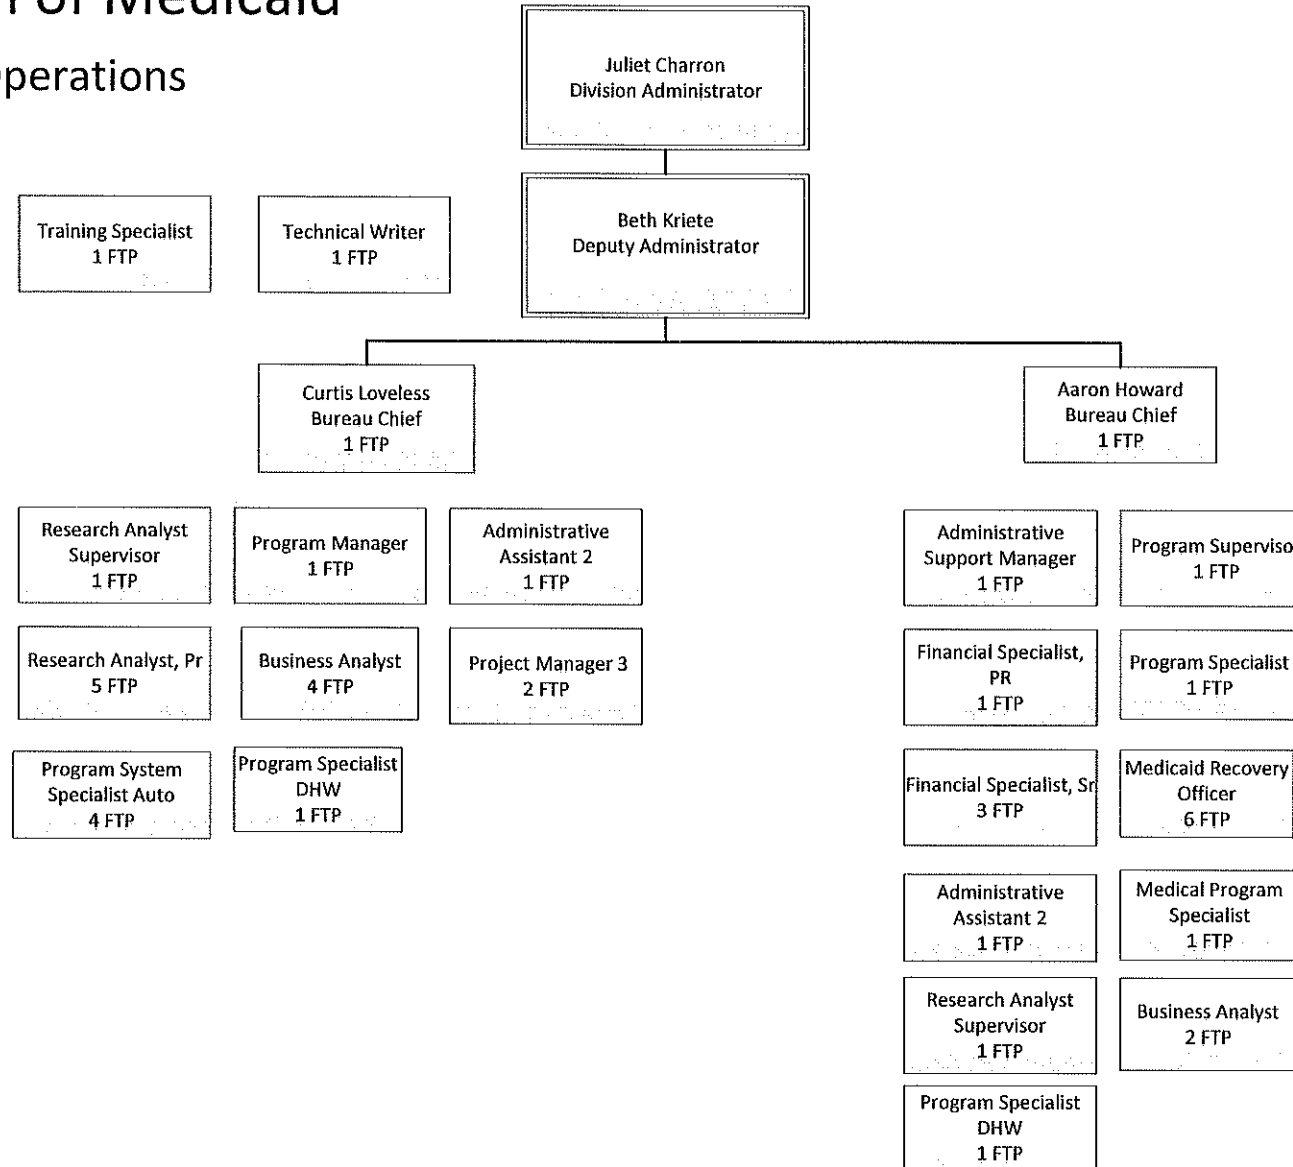 For Medicaid
perations
Juliet Charron
Division Administrator
Beth Kriete
Deputy Administrator
Training Specialist
1 FTP
Technical Writer
1 FTP
Curtis Loveless
Bureau Chief
1 FTP
Aaron Howard
Bureau Chief
1 FTP
Research Analyst
Supervisor
1 FTP
Program Manager
1 FTP
Administrative
Assistant 2
1 FTP
Research Analyst, Pr
5 FTP
Business Analyst
4 FTP
Project Manager 3
2 FTP
Program System
Specialist Auto
4 FTP
Program Specialist
DHW
1 FTP
Administrative
Support Manager
1 FTP
Program Superviso
1 FTP
Financial Specialist,
PR
1 FTP
Program Specialist
1 FTP
Financial Specialist, Sr
3 FTP
Medicaid Recovery
Officer
6 FTP
Administrative
Assistant 2
1 FTP
Medical Program
Specialist
1 FTP
Research Analyst
Supervisor
1 FTP
Business Analyst
2 FTP
Program Specialist
DHW
1 FTP